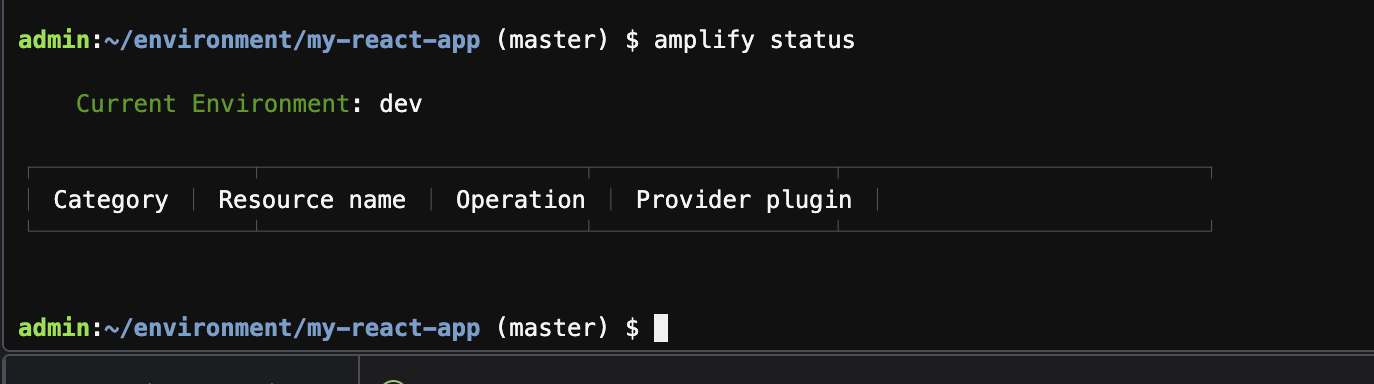 admin:~/environment/my-react-app (master) $ amplify status
Current Environment: dev
Category Resource name Operation Provider plugin
admin:~/environment/my-react-app (master) $